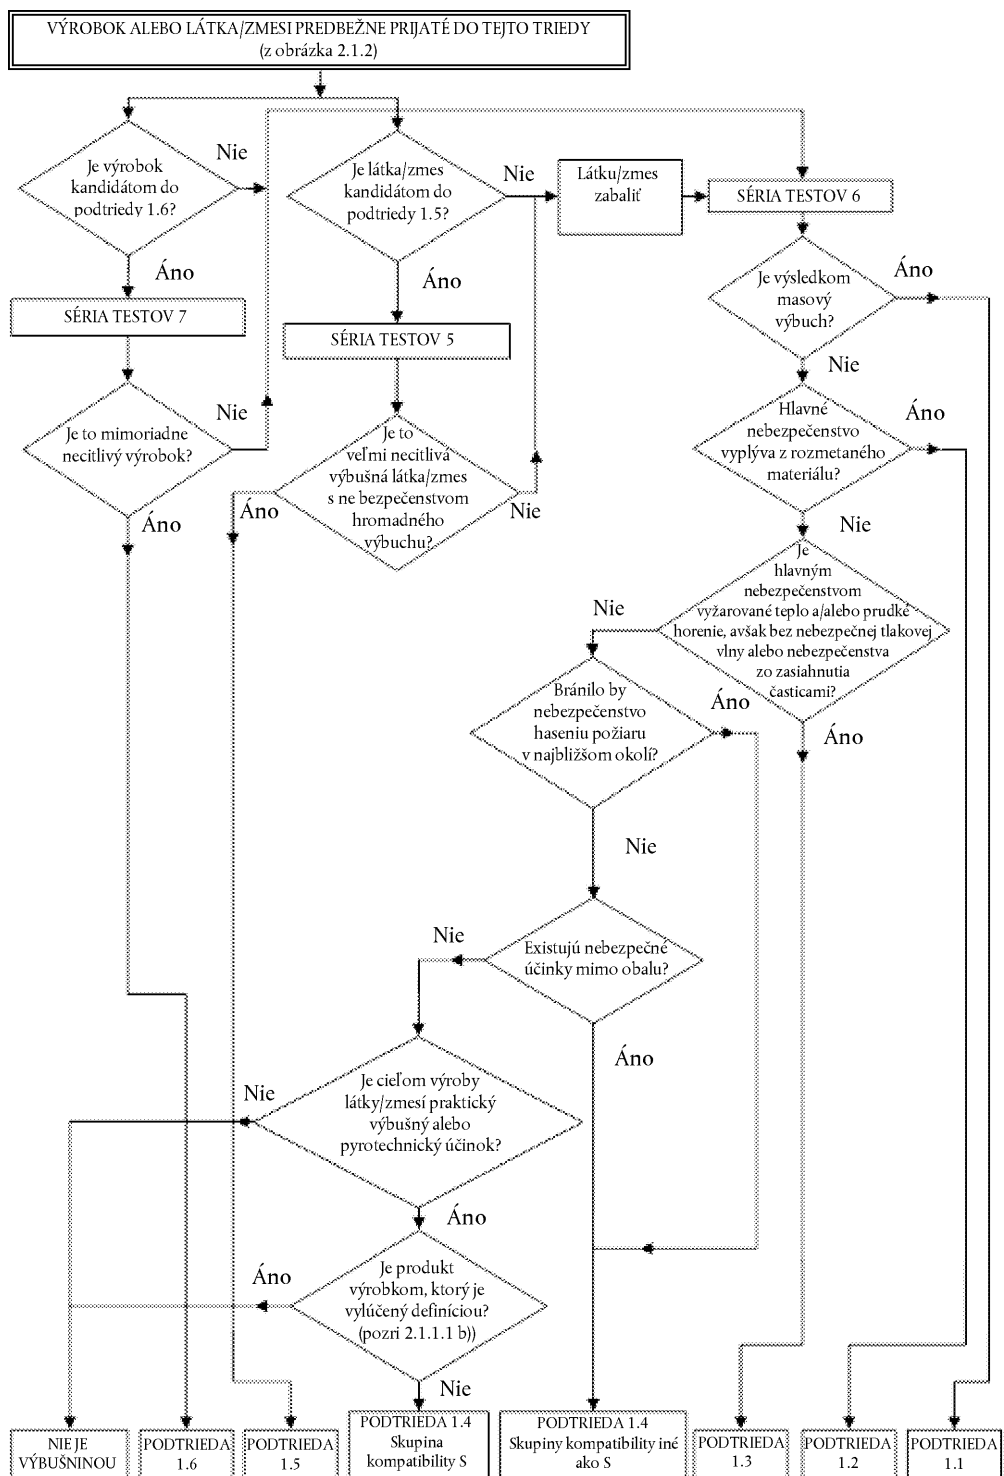 VÝROBOK ALEBO LÁTKA/ZMESI PREDBEŽNE PRIJATÉ DO TEJTO TRIEDY
(z obrázka 2.1.2)
Je výrobok
kandidátom do
podtriedy 1.6?
Nie
Je látka/zmes
kandidátom do
podtriedy 1.5?
Nie
Látku/zmes
zabaliť
SÉRIA TESTOV 6
Áno
SÉRIA TESTOV 7
Áno
SÉRIA TESTOV 5
Je výsledkom
masový
výbuch?
Áno
Nie
Je to mimoriadne
necitlivý výrobok?
Nie
Áno
Je to
veľmi necitlivá
výbušná látka/zmes
s ne bezpečenstvom
hromadného
výbuchu?
Áno
Nie
Hlavné
nebezpečenstvo
vyplýva z rozmetaného
materiálu?
Áno
Nie
Je
hlavným
nebezpečenstvom
vyžarované teplo a/alebo prudké
horenie, avšak bez nebezpečnej tlakovej
vlny alebo nebezpečenstva
zo zasiahnutia
časticami?
Nie
Áno
Bránilo by
nebezpečenstvo
haseniu požiaru
v najbližšom okolí?
Áno
Nie
Existujú nebezpečné
účinky mimo obalu?
Nie
Áno
Je cieľom výroby
látky/zmesí praktický
výbušný alebo
pyrotechnický účinok?
Nie
Áno
Je produkt
výrobkom, ktorý je
vylúčený definíciou?
(pozri 2.1.1.1 b))
Áno
Nie
NIE JE
VÝBUŠNINOU
PODTRIEDA
1.6
PODTRIEDA
1.5
PODTRIEDA 1.4
Skupina
kompatibility S
PODTRIEDA 1.4
Skupiny kompatibility iné
ako S
PODTRIEDA
1.3
PODTRIEDA
1.2
PODTRIEDA
1.1